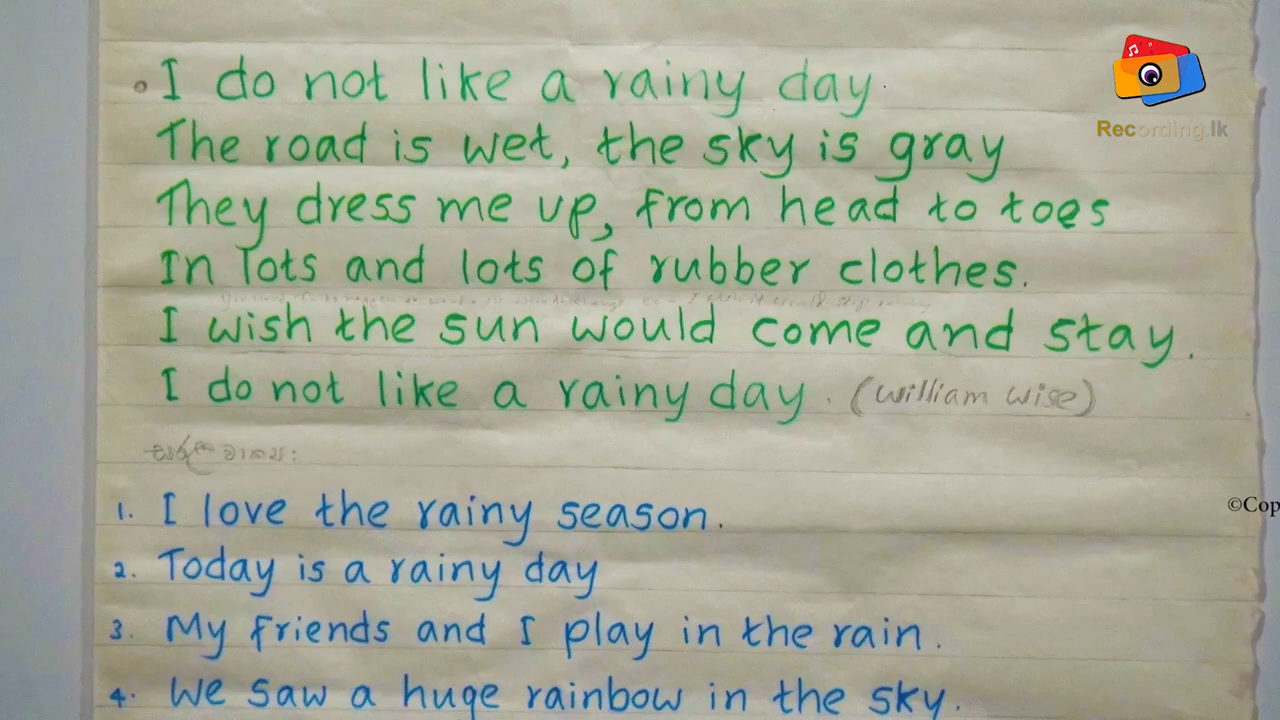 I do not like a rainy day.
The road is wet, the sky is gray
They dress me up, from head to toes
In lots and lots of rubber clothes.
I wish the sun would come and stay.
I do not like a rainy day. (William Wise)
1. I love the rainy season.
2. Today is a rainy day
3. My friends and I play in the rain.
4. We saw a huge rainbow in the sky.
Recording.lk
©Cop